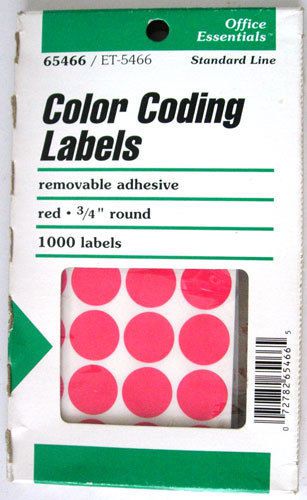 Office
Essentials™
65466 / ET-5466 Standard Line
Color Coding
Labels
removable adhesive
red • 3/4" round
1000 labels
0 72782 65466 5